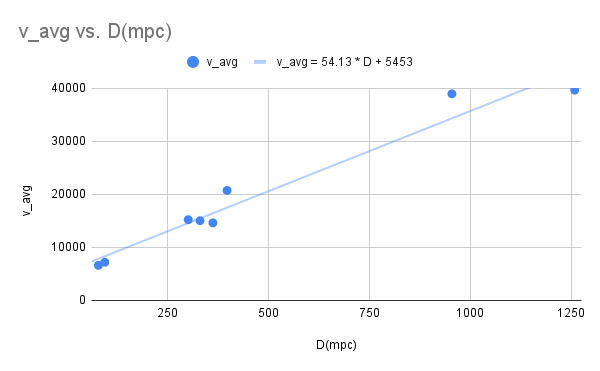 v_avg vs. D(mpc)
v_avg v_avg = 54.13 * D + 5453
40000
30000
20000
10000
0
v_avg
250 500 750 1000 1250
D(mpc)